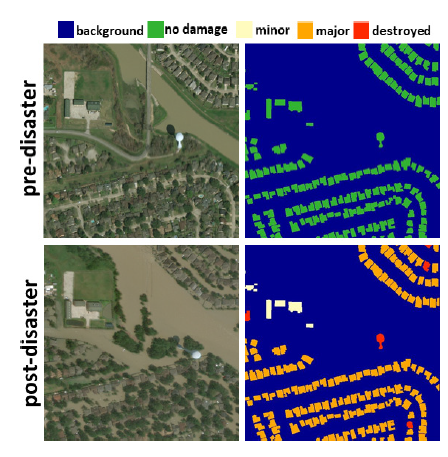 background no damage minor major destroyed
pre-disaster
post-disaster